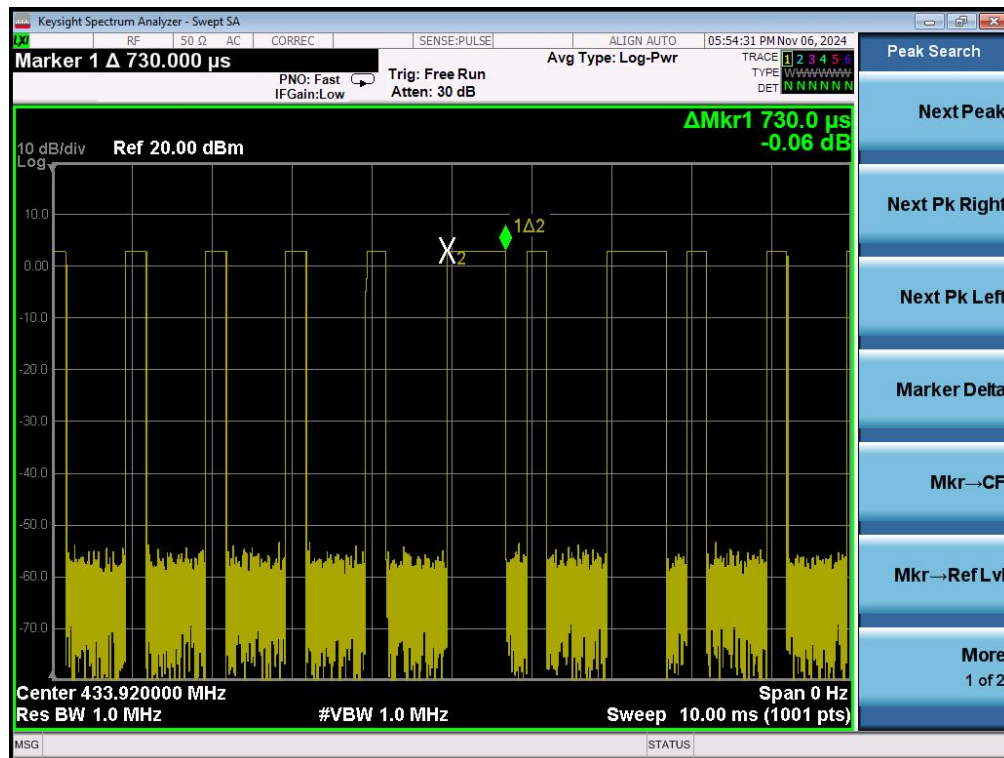 Keysight Spectrum Analyzer - Swept SA
LXI RF 50 Ω AC CORREC SENSE:PULSE ALIGN AUTO 05:54:31 PM Nov 06, 2024
Marker 1 Δ 730.000 µs
PNO: Fast
IFGain:Low
Trig: Free Run
Atten: 30 dB
Avg Type: Log-Pwr
TRACE 1 2 3 4 5 6
TYPE WWWWWW
DET N N N N N N
ΔMkr1 730.0 µs
-0.06 dB
10 dB/div Ref 20.00 dBm
Log
1Δ2
2
10.0
0.00
-10.0
-20.0
-30.0
-40.0
-50.0
-60.0
-70.0
Center 433.920000 MHz Span 0 Hz
Res BW 1.0 MHz #VBW 1.0 MHz Sweep 10.00 ms (1001 pts)
MSG STATUS
Peak Search
Next Peak
Next Pk Right
Next Pk Left
Marker Delta
Mkr→CF
Mkr→Ref Lvl
More
1 of 2